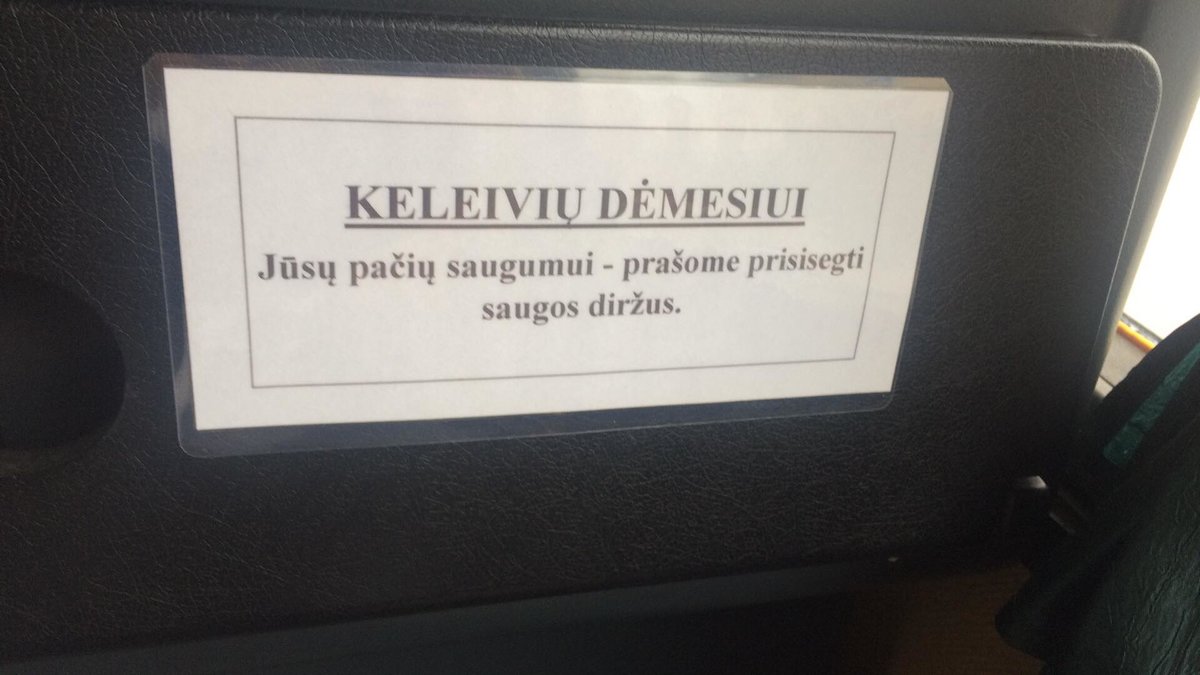 KELEIVIŲ DĖMESIUI
Jūsų pačių saugumui - prašome prisisegti
saugos diržus.